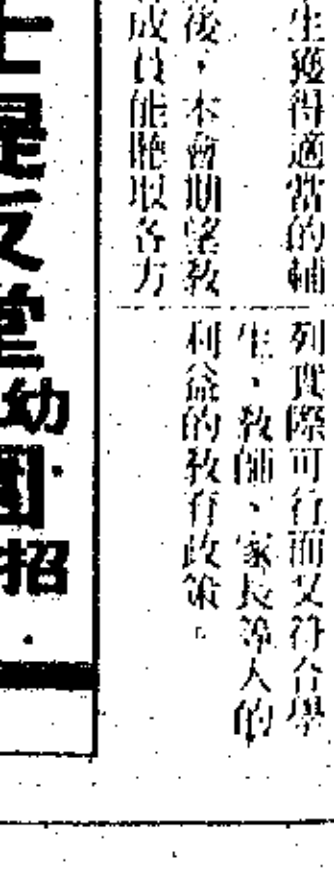 生獲得適當的輔
後，本會期望教
成員能聽取各方
列實際可行而又符合學
生、教師、家長等人的
利益的教育政策。
幼
招